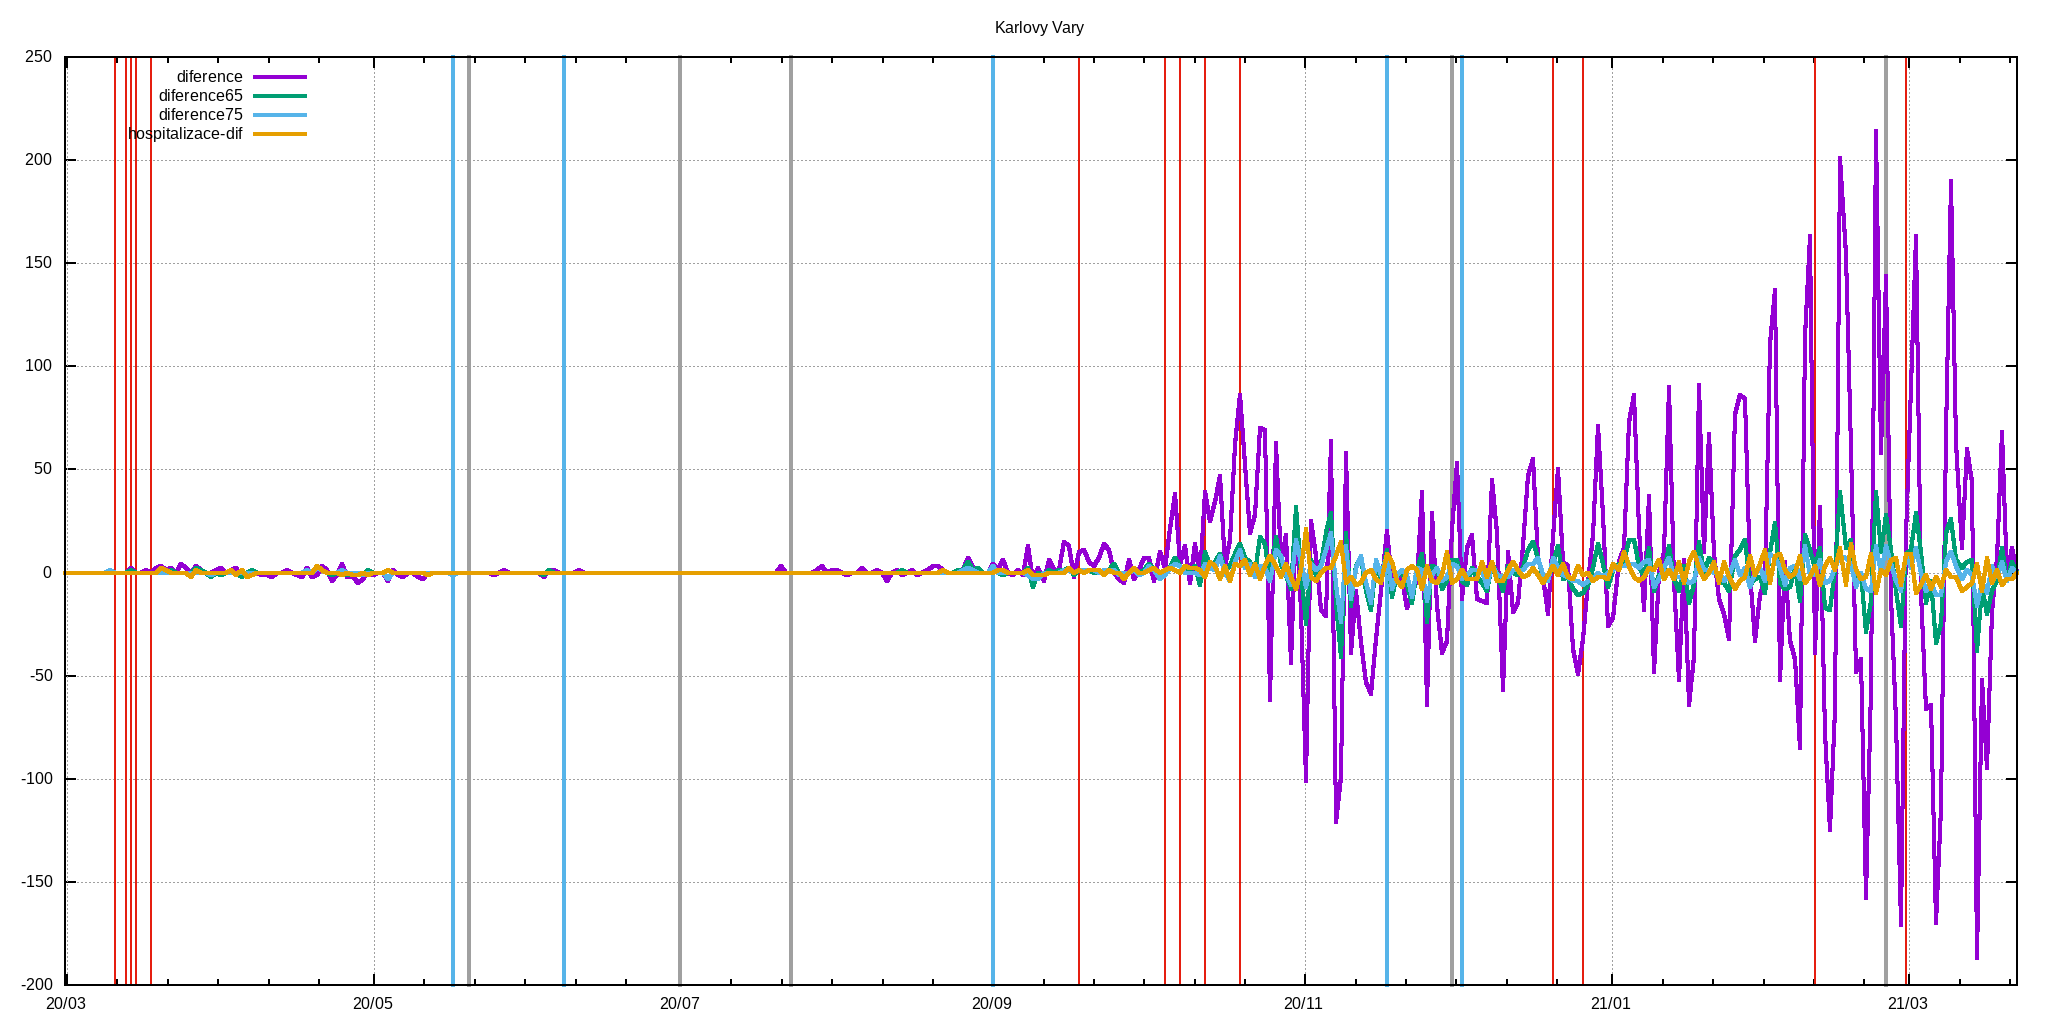 Karlovy Vary
250
200
150
100
50
0
-50
-100
-150
-200
diference
diference65
diference75
hospitalizace-dif
20/03 20/05 20/07 20/09 20/11 21/01 21/03